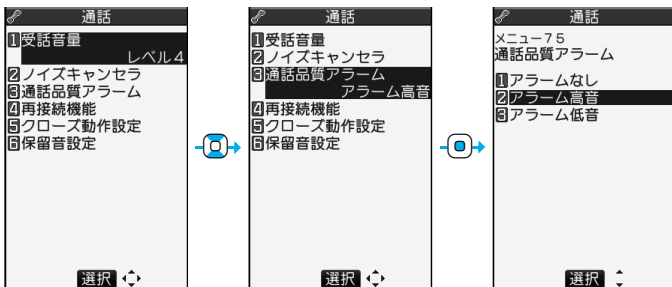 通話
1受話音量
レベル4
2ノイズキャンセラ
3通話品質アラーム
4再接続機能
5クローズ動作設定
6保留音設定
選択
通話
1受話音量
2ノイズキャンセラ
3通話品質アラーム
アラーム高音
4再接続機能
5クローズ動作設定
6保留音設定
選択
通話
メニュー75
通話品質アラーム
1アラームなし
2アラーム高音
3アラーム低音
選択